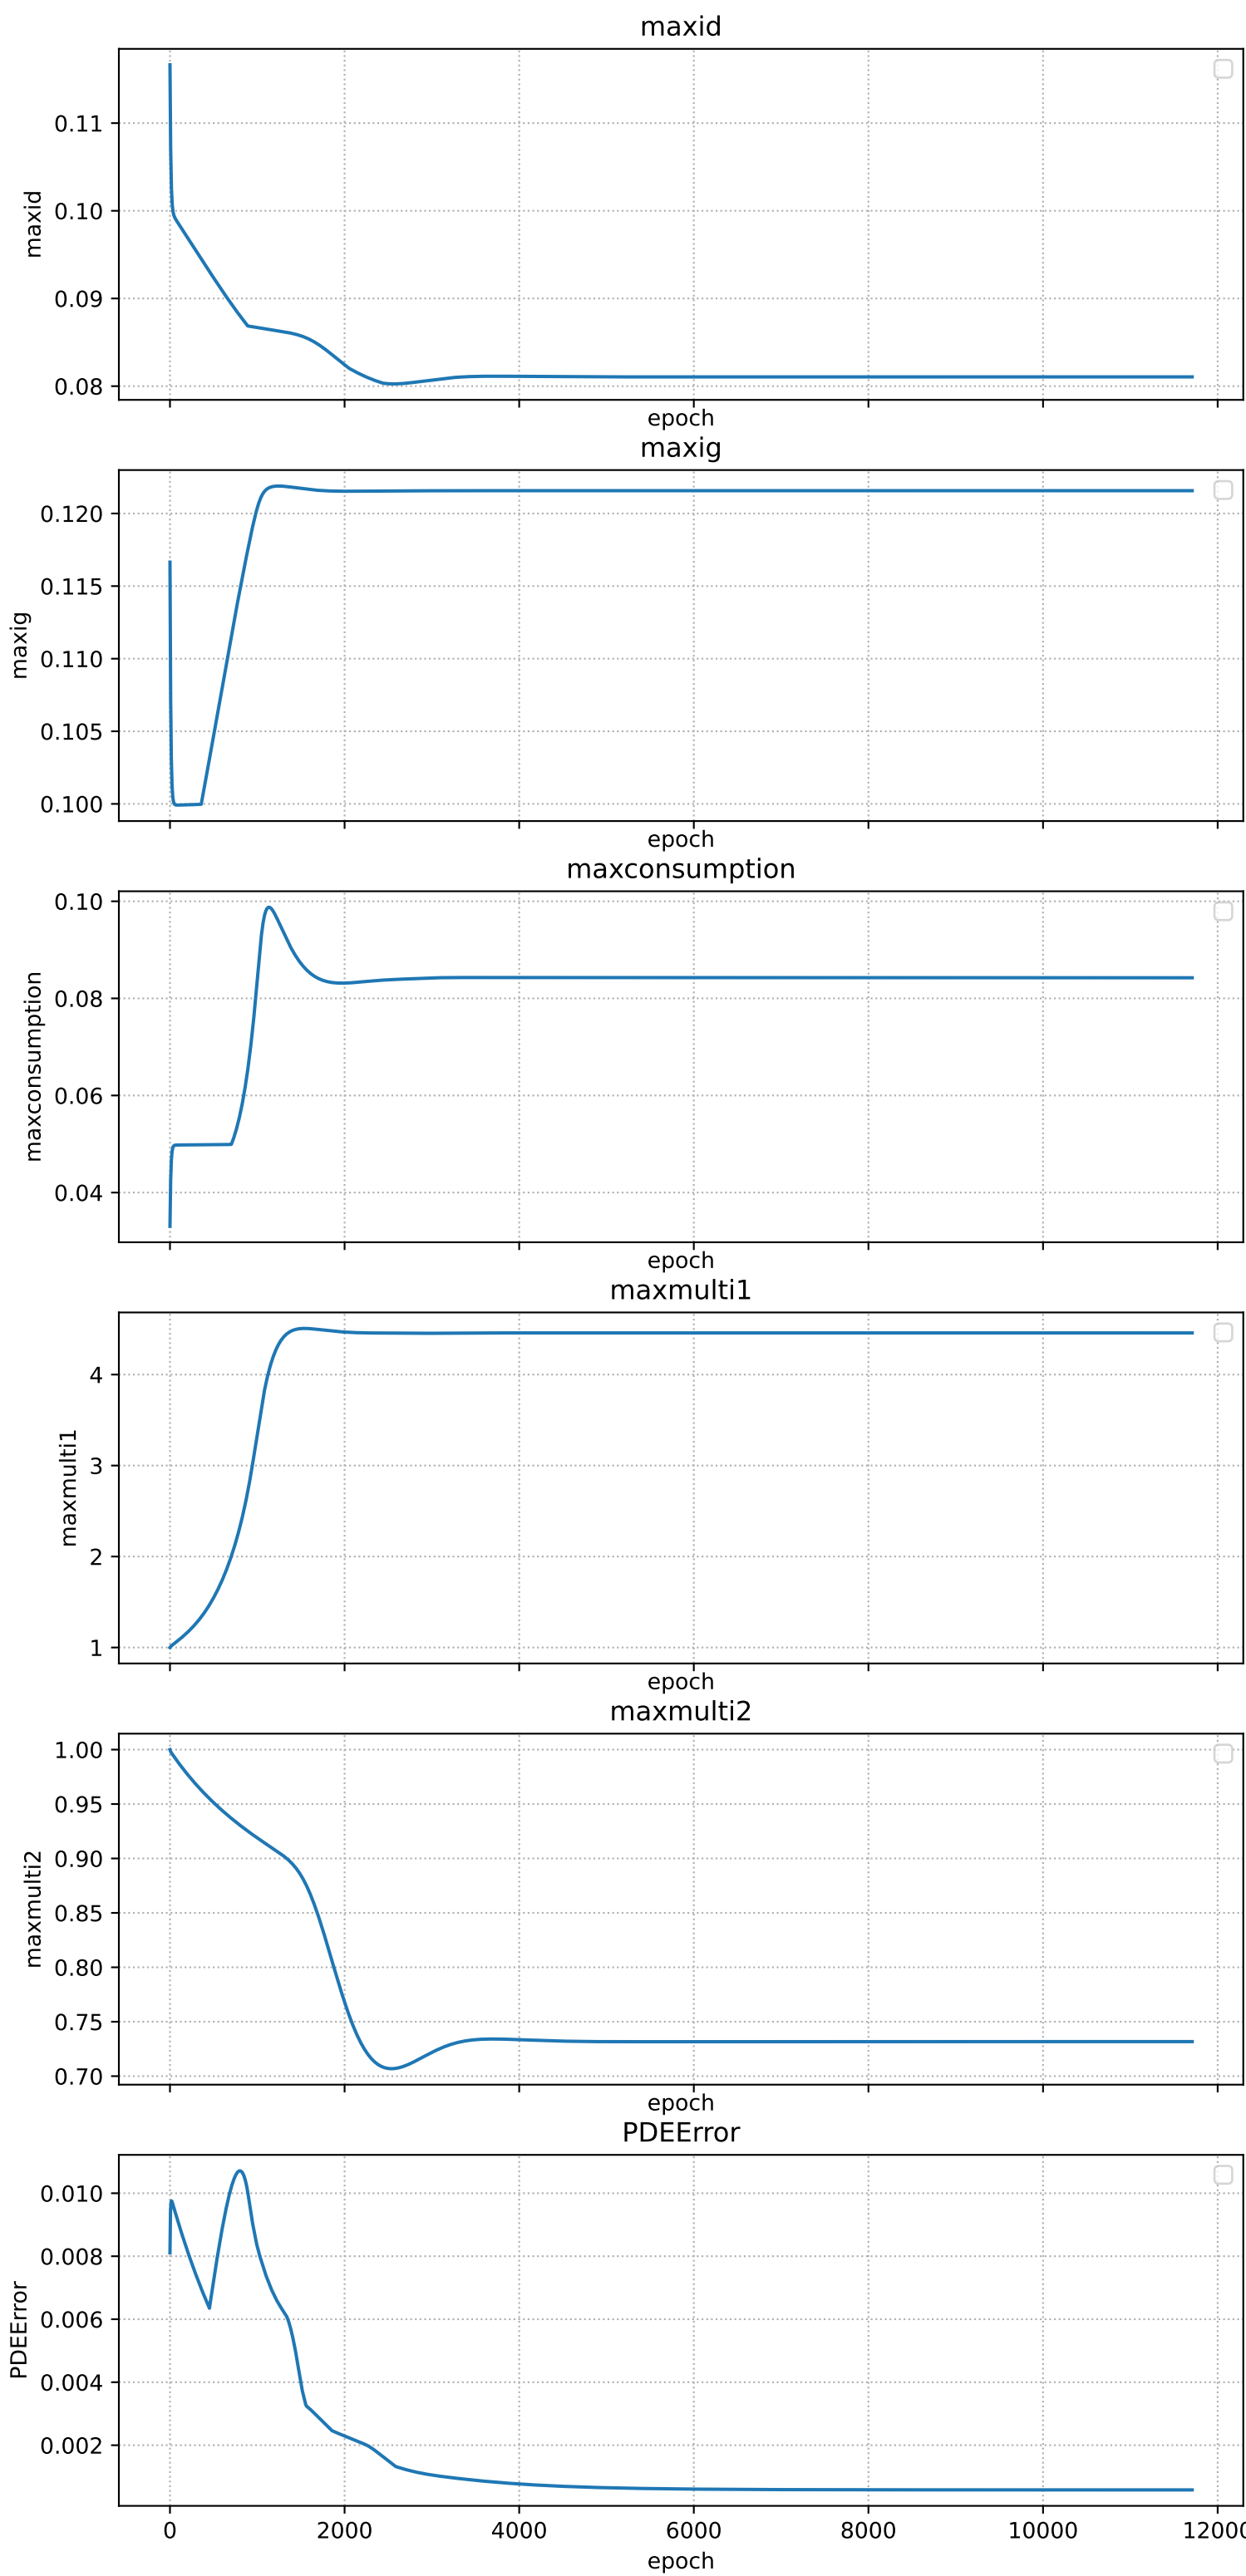 maxid
0.11
0.10
0.09
0.08
maxid
epoch
maxig
0.120
0.115
0.110
0.105
0.100
maxig
epoch
maxconsumption
0.10
0.08
0.06
0.04
maxconsumption
epoch
maxmulti1
4
3
2
1
maxmulti1
epoch
maxmulti2
1.00
0.95
0.90
0.85
0.80
0.75
0.70
maxmulti2
epoch
PDEError
0.010
0.008
0.006
0.004
0.002
PDEError
0 2000 4000 6000 8000 10000 12000
epoch